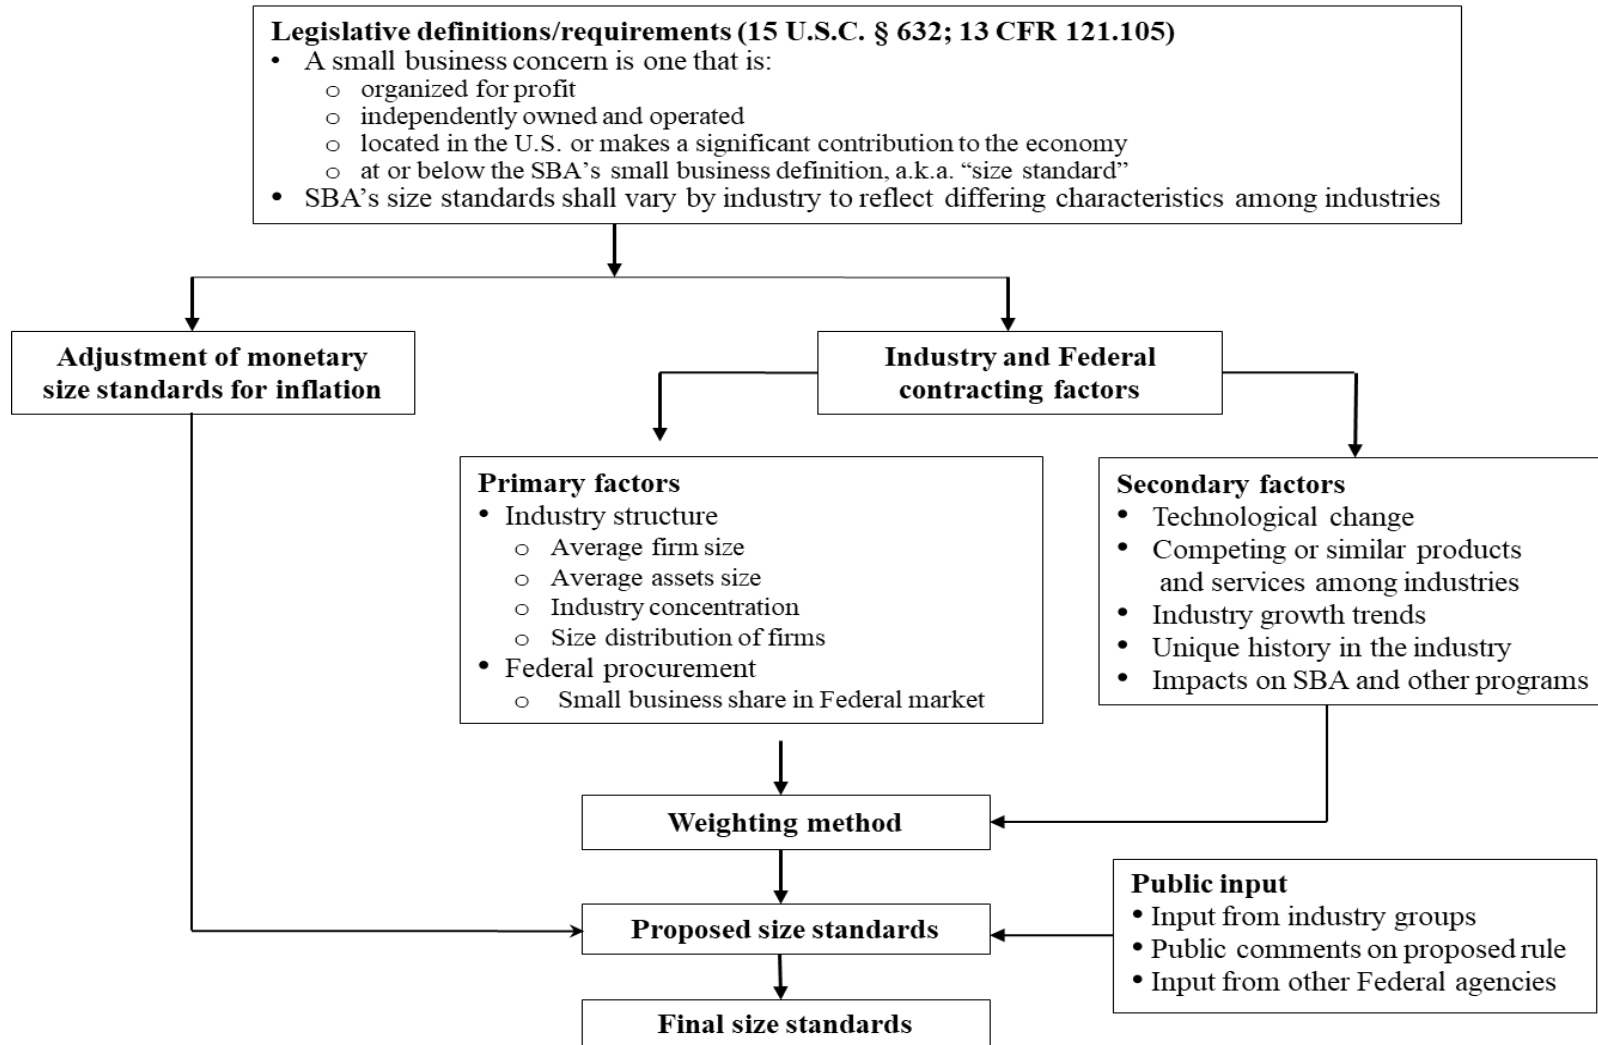 Legislative definitions/requirements (15 U.S.C. § 632; 13 CFR 121.105)
• A small business concern is one that is:
o organized for profit
o independently owned and operated
o located in the U.S. or makes a significant contribution to the economy
o at or below the SBA’s small business definition, a.k.a. “size standard”
• SBA’s size standards shall vary by industry to reflect differing characteristics among industries
Adjustment of monetary
size standards for inflation
Industry and Federal
contracting factors
Primary factors
• Industry structure
o Average firm size
o Average assets size
o Industry concentration
o Size distribution of firms
• Federal procurement
o Small business share in Federal market
Secondary factors
• Technological change
• Competing or similar products
and services among industries
• Industry growth trends
• Unique history in the industry
• Impacts on SBA and other programs
Weighting method
Public input
• Input from industry groups
• Public comments on proposed rule
• Input from other Federal agencies
Proposed size standards
Final size standards